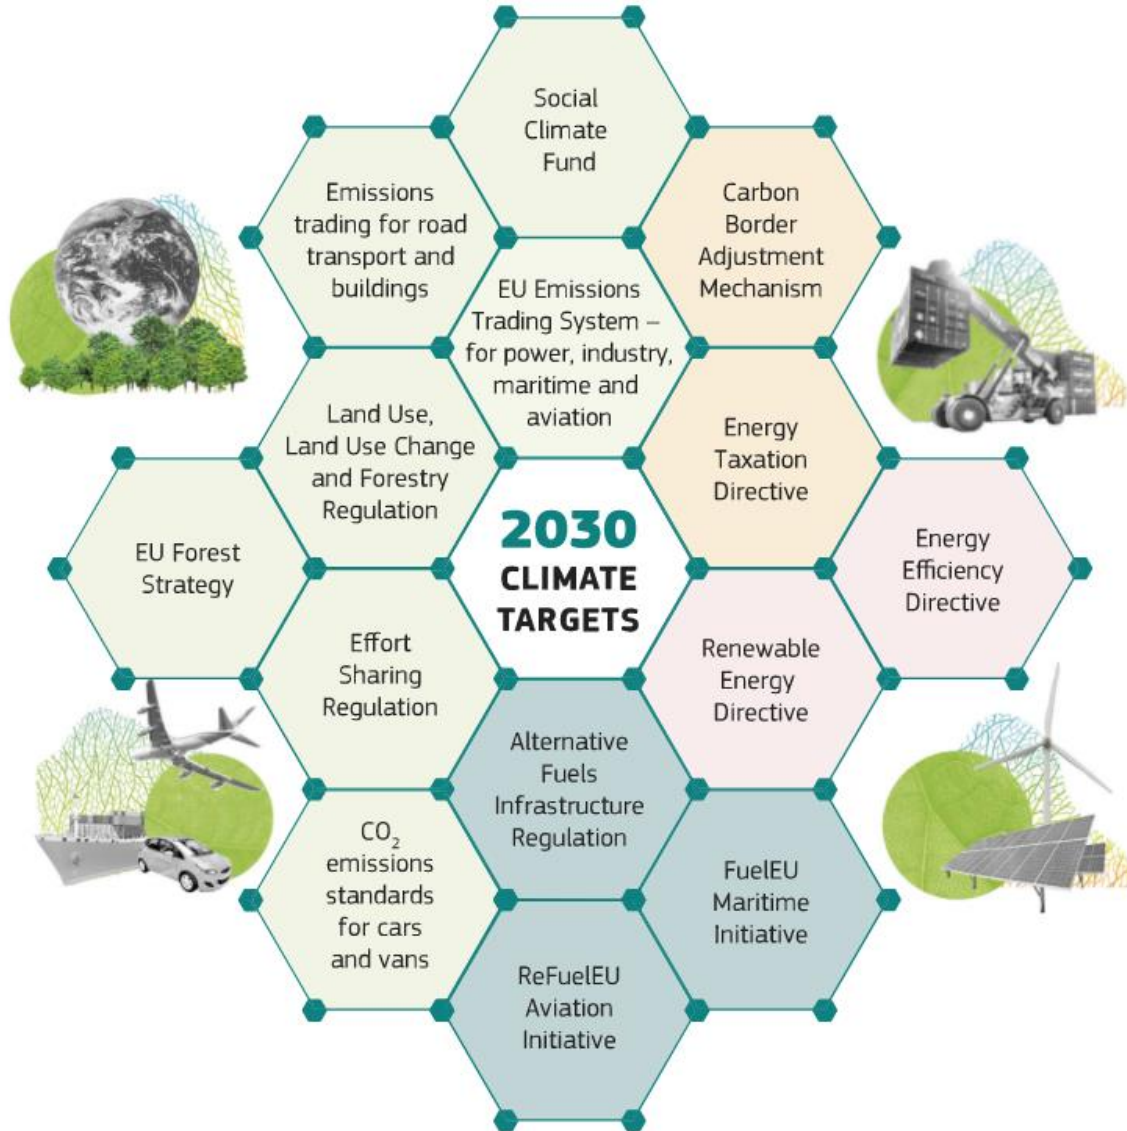 Social
Climate
Fund
Emissions
trading for road
transport and
buildings
Carbon
Border
Adjustment
Mechanism
EU Emissions
Trading System –
for power, industry,
maritime and
aviation
Land Use,
Land Use Change
and Forestry
Regulation
Energy
Taxation
Directive
EU Forest
Strategy
2030
CLIMATE
TARGETS
Energy
Efficiency
Directive
Effort
Sharing
Regulation
Renewable
Energy
Directive
Alternative
Fuels
Infrastructure
Regulation
CO₂
emissions
standards
for cars
and vans
FuelEU
Maritime
Initiative
ReFuelEU
Aviation
Initiative